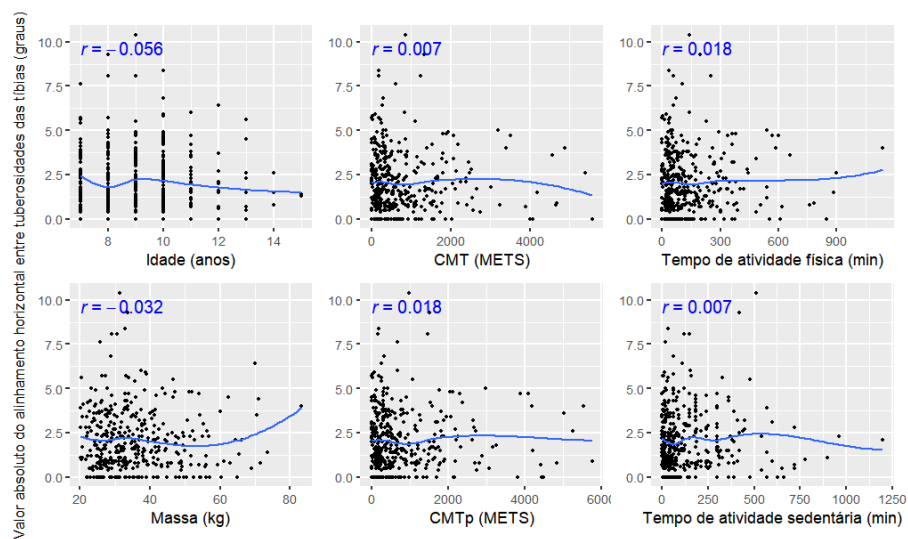 Valor absoluto do alinhamento horizontal entre tuberosidades das tíbias (graus)
r = −0.056
10.0
7.5
5.0
2.5
0.0
8 10 12 14
Idade (anos)
r = 0.007
10.0
7.5
5.0
2.5
0.0
0 2000 4000
CMT (METS)
r = 0.018
10.0
7.5
5.0
2.5
0.0
0 300 600 900
Tempo de atividade física (min)
r = −0.032
10.0
7.5
5.0
2.5
0.0
20 40 60 80
Massa (kg)
r = 0.018
10.0
7.5
5.0
2.5
0.0
0 2000 4000 6000
CMTp (METS)
r = 0.007
10.0
7.5
5.0
2.5
0.0
0 250 500 750 1000 1250
Tempo de atividade sedentária (min)